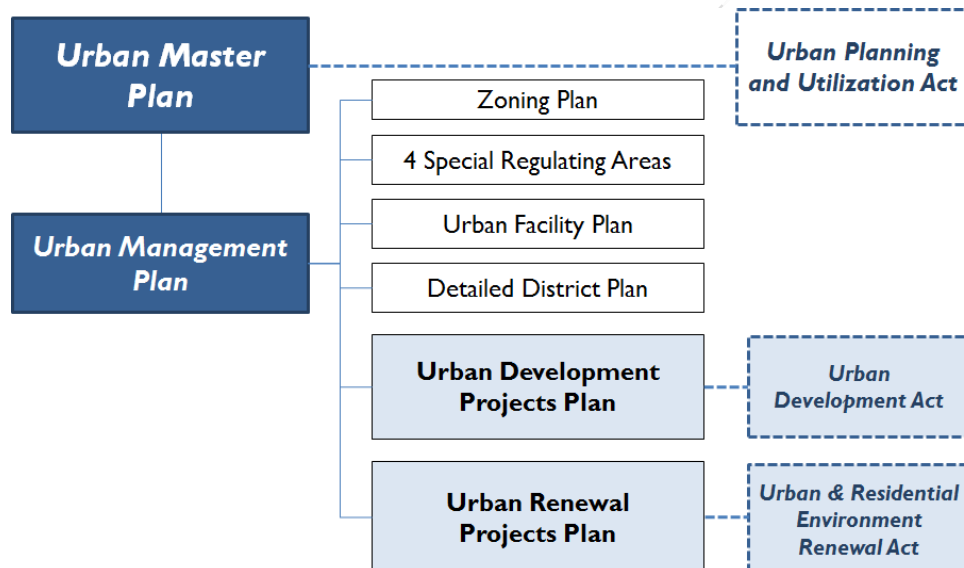 Urban Master
Plan
Urban Planning
and Utilization Act
Zoning Plan
4 Special Regulating Areas
Urban Management
Plan
Urban Facility Plan
Detailed District Plan
Urban Development
Projects Plan
Urban
Development Act
Urban Renewal
Projects Plan
Urban & Residential
Environment
Renewal Act